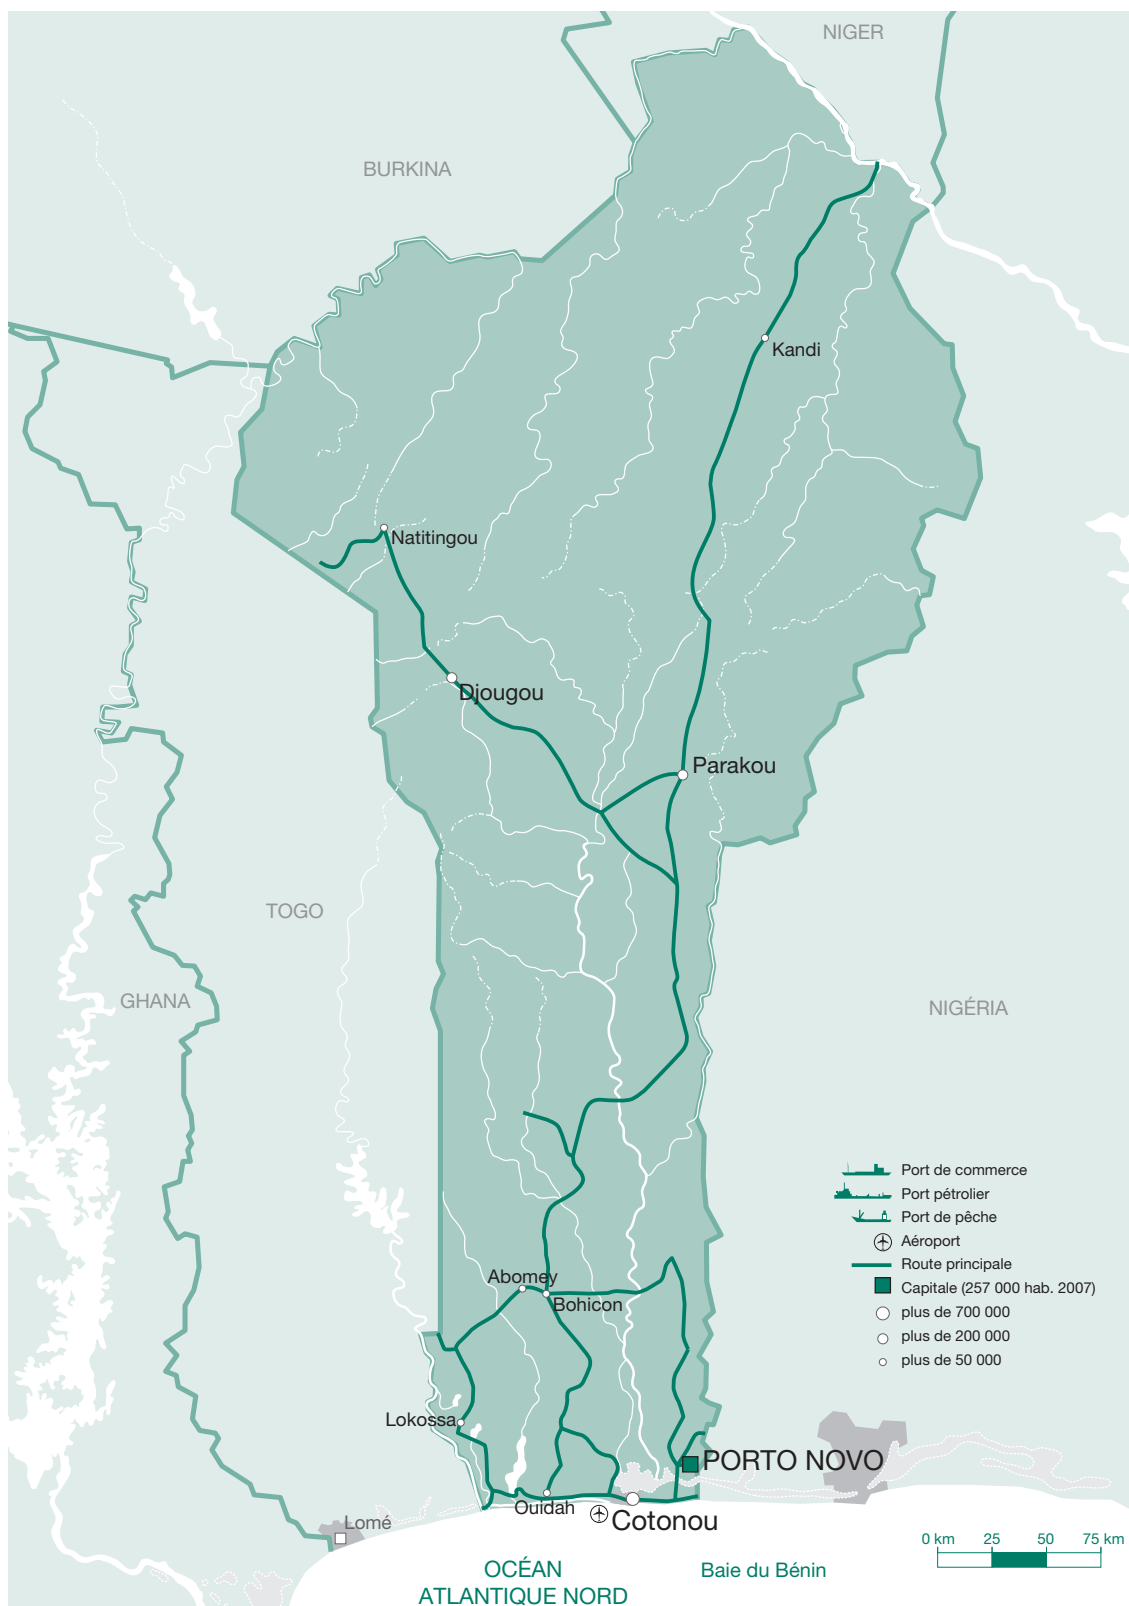 NIGER
BURKINA
Kandi
Natitingou
Djougou
Parakou
TOGO
GHANA
NIGÉRIA
Port de commerce
Port pétrolier
Port de pêche
Aéroport
Route principale
Capitale (257 000 hab. 2007)
plus de 700 000
plus de 200 000
plus de 50 000
Abomey
Bohicon
Lokossa
PORTO NOVO
Ouidah
Cotonou
Lomé
0 km 25 50 75 km
OCÉAN
ATLANTIQUE NORD
Baie du Bénin